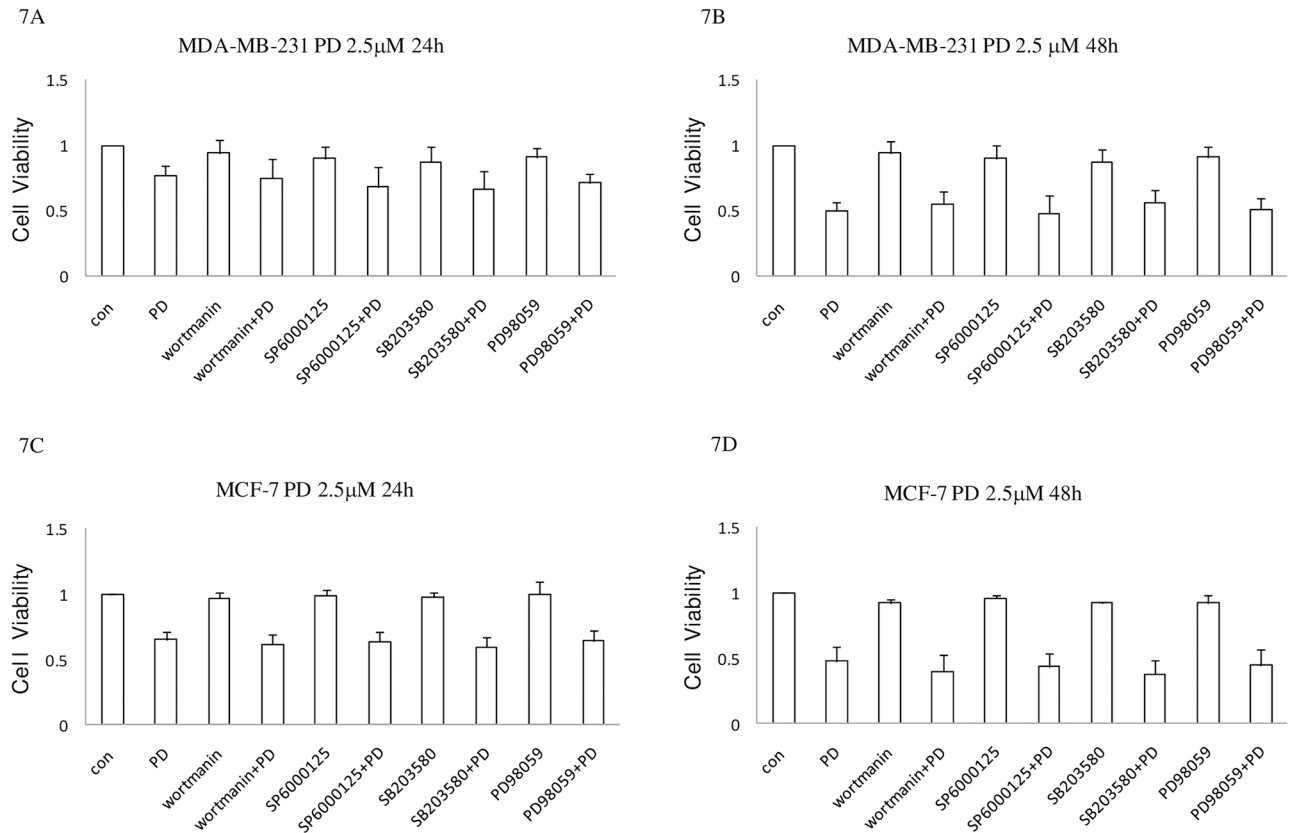 7A
MDA-MB-231 PD 2.5μM 24h
Cell Viability
1.5
1
0.5
0
con
PD
wortmanin
wortmanin+PD
SP6000125
SP6000125+PD
SB203580
SB203580+PD
PD98059
PD98059+PD
7B
MDA-MB-231 PD 2.5 μM 48h
Cell Viability
1.5
1
0.5
0
con
PD
wortmanin
wortmanin+PD
SP6000125
SP6000125+PD
SB203580
SB203580+PD
PD98059
PD98059+PD
7C
MCF-7 PD 2.5μM 24h
Cell Viability
1.5
1
0.5
0
con
PD
wortmanin
wortmanin+PD
SP6000125
SP6000125+PD
SB203580
SB203580+PD
PD98059
PD98059+PD
7D
MCF-7 PD 2.5μM 48h
Cell Viability
1.5
1
0.5
0
con
PD
wortmanin
wortmanin+PD
SP6000125
SP6000125+PD
SB203580
SB203580+PD
PD98059
PD98059+PD